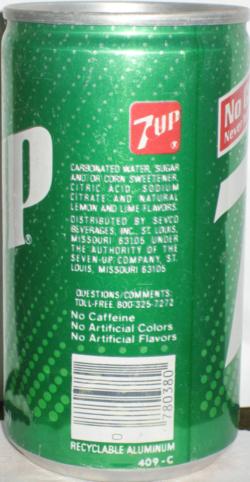 7UP
®
CARBONATED WATER, SUGAR
AND/OR CORN SWEETENER,
CITRIC ACID, SODIUM
CITRATE AND NATURAL
LEMON AND LIME FLAVORS.
DISTRIBUTED BY SEVCO
BEVERAGES, INC., ST. LOUIS,
MISSOURI 63105 UNDER
THE AUTHORITY OF THE
SEVEN-UP COMPANY, ST.
LOUIS, MISSOURI 63105
QUESTIONS/COMMENTS:
TOLL-FREE 800-325-7272
No Caffeine
No Artificial Colors
No Artificial Flavors
780380
RECYCLABLE ALUMINUM
409-C
p
®
No